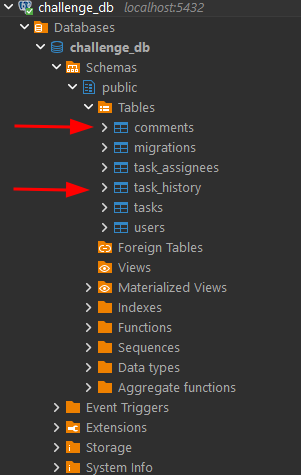 challenge_db localhost:5432
Databases
challenge_db
Schemas
public
Tables
comments
migrations
task_assignees
task_history
tasks
users
Foreign Tables
Views
Materialized Views
Indexes
Functions
Sequences
Data types
Aggregate functions
Event Triggers
Extensions
Storage
System Info